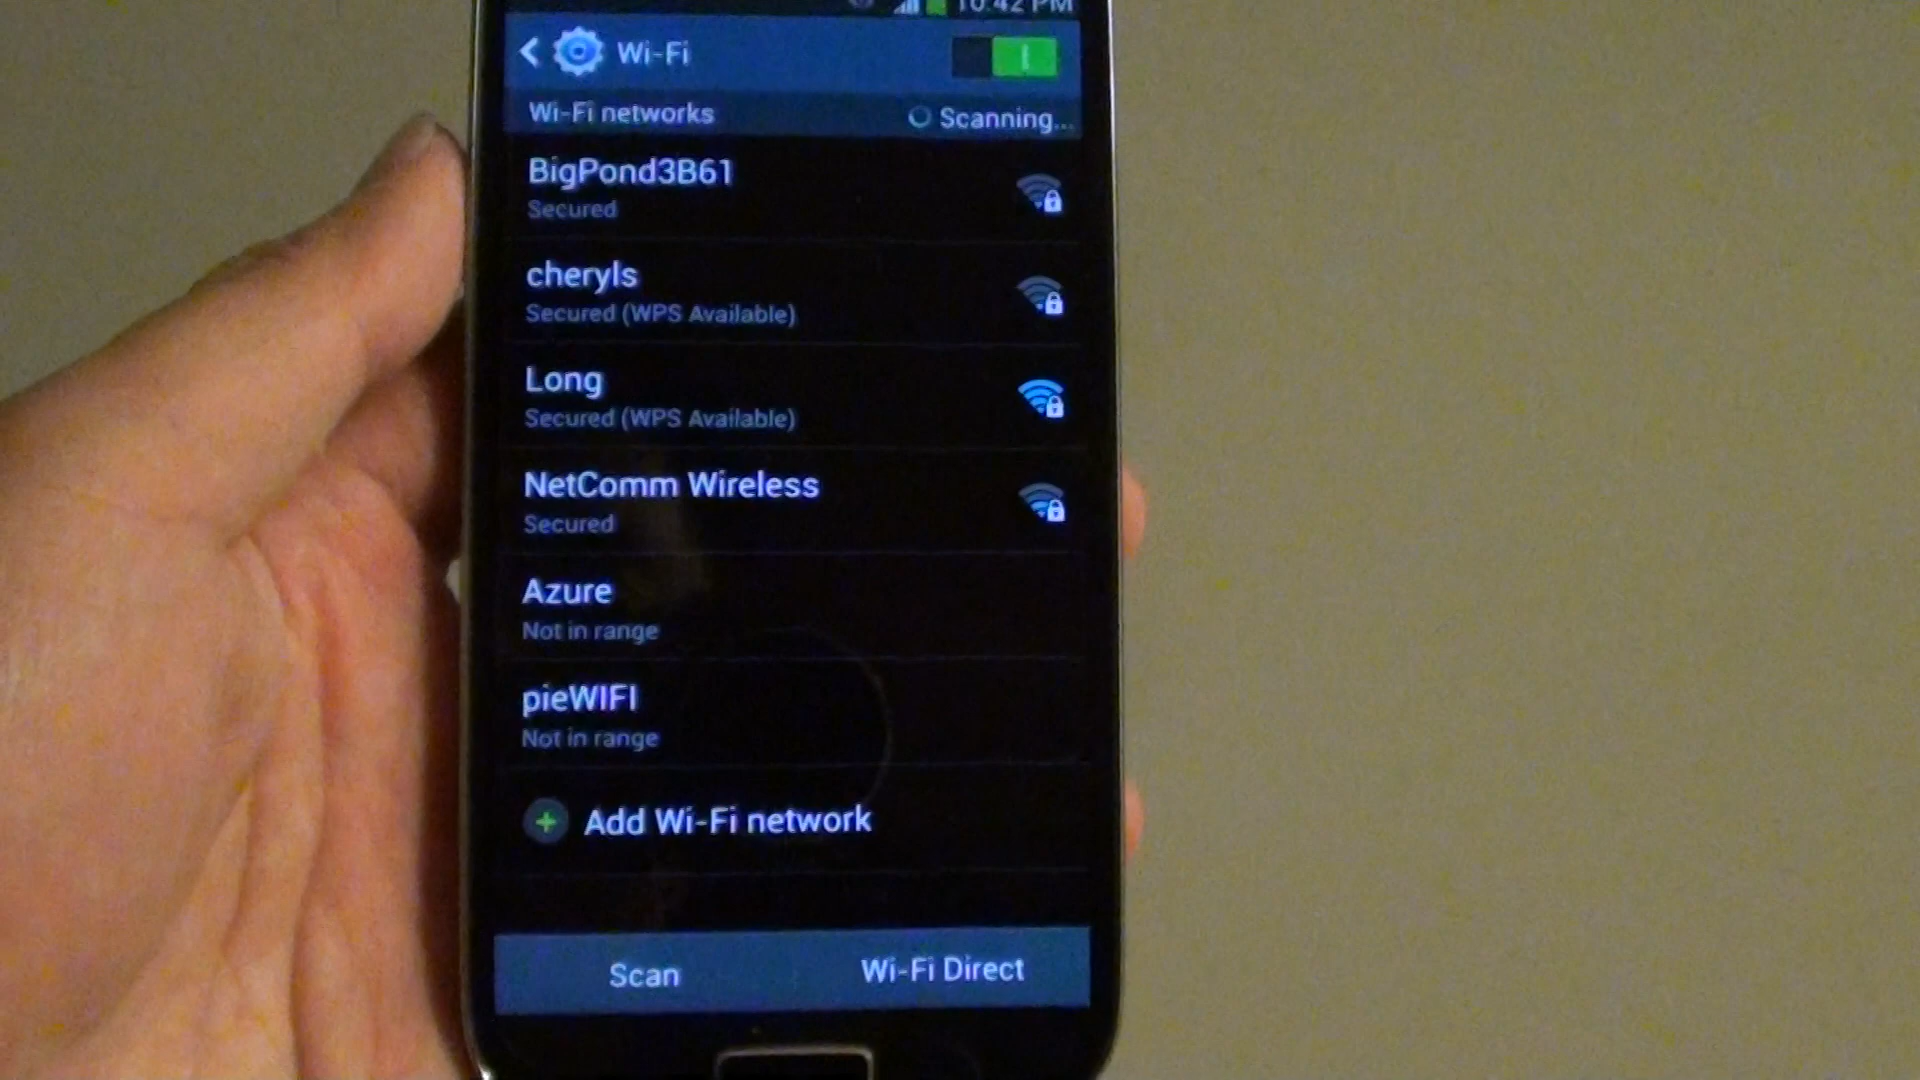 10:42 PM
Wi-Fi
Wi-Fi networks
Scanning...
BigPond3B61
Secured
cheryls
Secured (WPS Available)
Long
Secured (WPS Available)
NetComm Wireless
Secured
Azure
Not in range
pieWIFI
Not in range
Add Wi-Fi network
Scan
Wi-Fi Direct